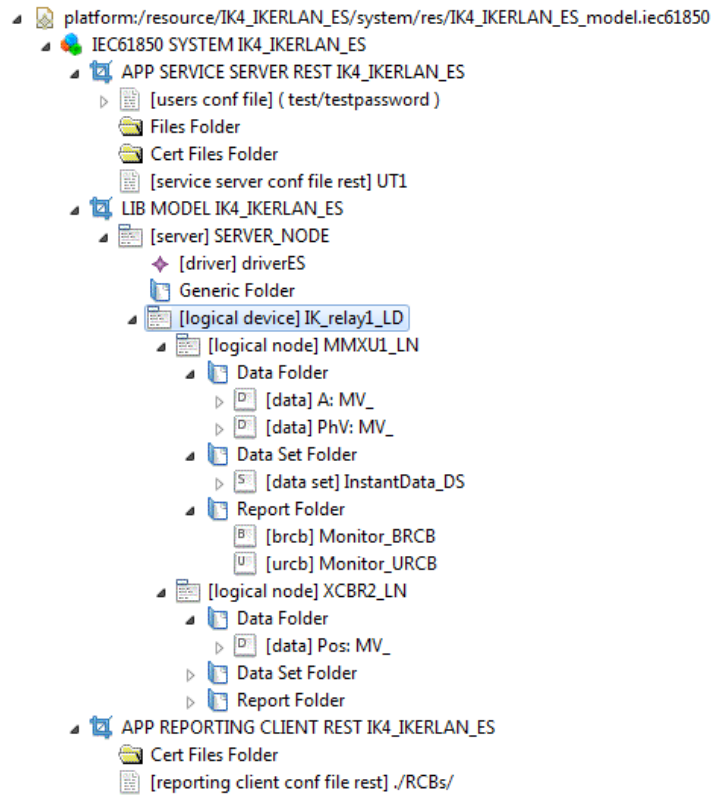 platform:/resource/IK4_IKERLAN_ES/system/res/IK4_IKERLAN_ES_model.iec61850
IEC61850 SYSTEM IK4_IKERLAN_ES
APP SERVICE SERVER REST IK4_IKERLAN_ES
[users conf file] ( test/testpassword )
Files Folder
Cert Files Folder
[service server conf file rest] UT1
LIB MODEL IK4_IKERLAN_ES
[server] SERVER_NODE
[driver] driverES
Generic Folder
[logical device] IK_relay1_LD
[logical node] MMXU1_LN
Data Folder
D [data] A: MV_
D [data] PhV: MV_
Data Set Folder
S [data set] InstantData_DS
Report Folder
B [brcb] Monitor_BRCB
U [urcb] Monitor_URCB
[logical node] XCBR2_LN
Data Folder
D [data] Pos: MV_
Data Set Folder
Report Folder
APP REPORTING CLIENT REST IK4_IKERLAN_ES
Cert Files Folder
[reporting client conf file rest] ./RCBs/